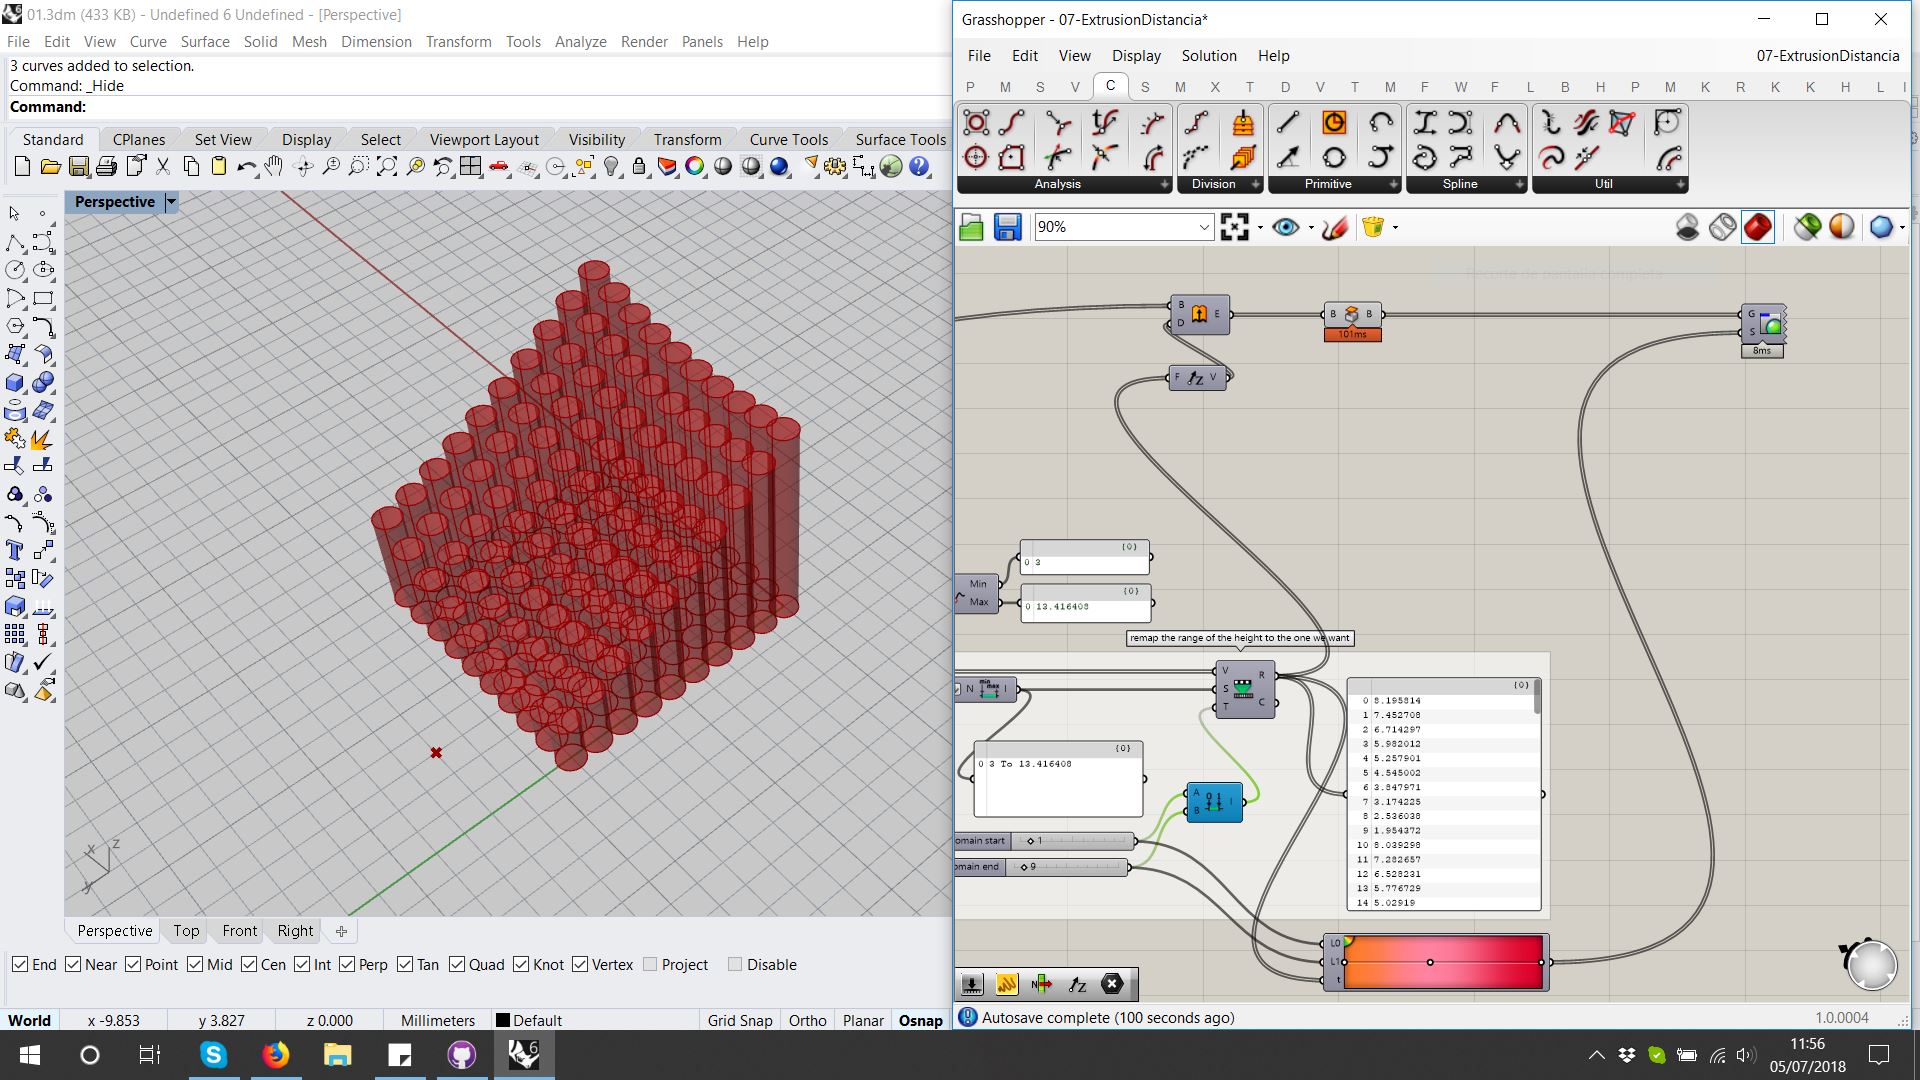 01.3dm (433 KB) - Undefined 6 Undefined - [Perspective]
File Edit View Curve Surface Solid Mesh Dimension Transform Tools Analyze Render Panels Help
3 curves added to selection.
Command: _Hide
Command:
Standard CPlanes Set View Display Select Viewport Layout Visibility Transform Curve Tools Surface Tools
Perspective
x
z
y
Perspective Top Front Right
End Near Point Mid Cen Int Perp Tan Quad Knot Vertex Project Disable
World x -9.853 y 3.827 z 0.000 Millimeters Default Grid Snap Ortho Planar Osnap
Grasshopper - 07-ExtrusionDistancia*
File Edit View Display Solution Help 07-ExtrusionDistancia
P M S V C S M X T D V T M F W F L B H P M K R K K H L I
Analysis Division Primitive Spline Util
90%
Recorte de pantalla completa
B D E
B B
101ms
G S
8ms
F V
{0}
0 3
Min
Max
{0}
0 13.416408
remap the range of the height to the one we want
V S T R C
N I
{0}
0 3 To 13.416408
A B I
omain start 1
omain end 9
{0}
0 8.195814
1 7.452708
2 6.714297
3 5.982012
4 5.257901
5 4.545002
6 3.847971
7 3.174225
8 2.536038
9 1.954372
10 8.039298
11 7.282657
12 6.528231
13 5.776729
14 5.02919
L0
L1
t
Autosave complete (100 seconds ago) 1.0.0004
11:56
05/07/2018